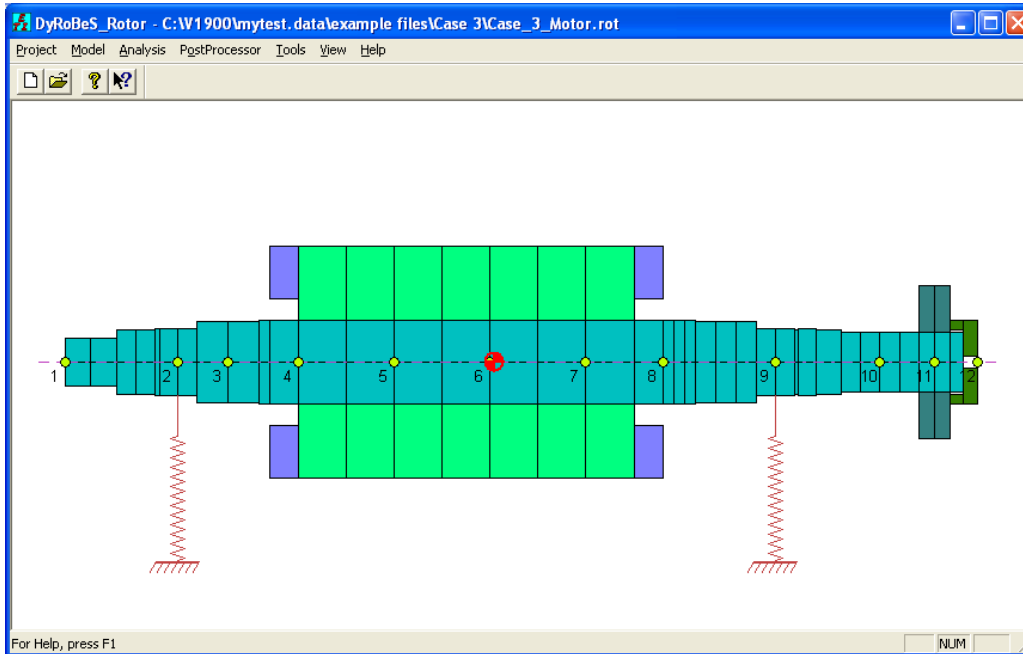 DyRoBeS_Rotor - C:\V1900\mytest.data\example files\Case 3\Case_3_Motor.rot
Project Model Analysis PostProcessor Tools View Help
1 2 3 4 5 6 7 8 9 10 11 12
For Help, press F1 NUM